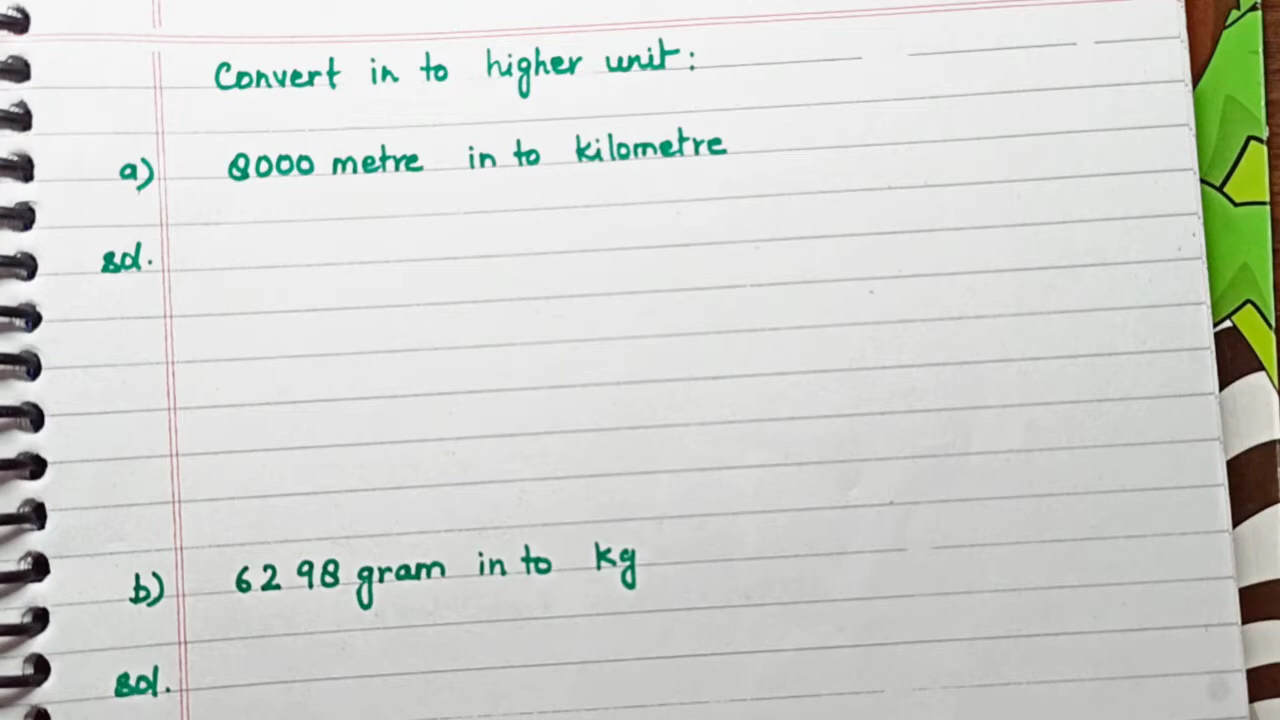 Convert in to higher unit:
a) 8000 metre in to kilometre
sol.
b) 6298 gram in to kg
sol.